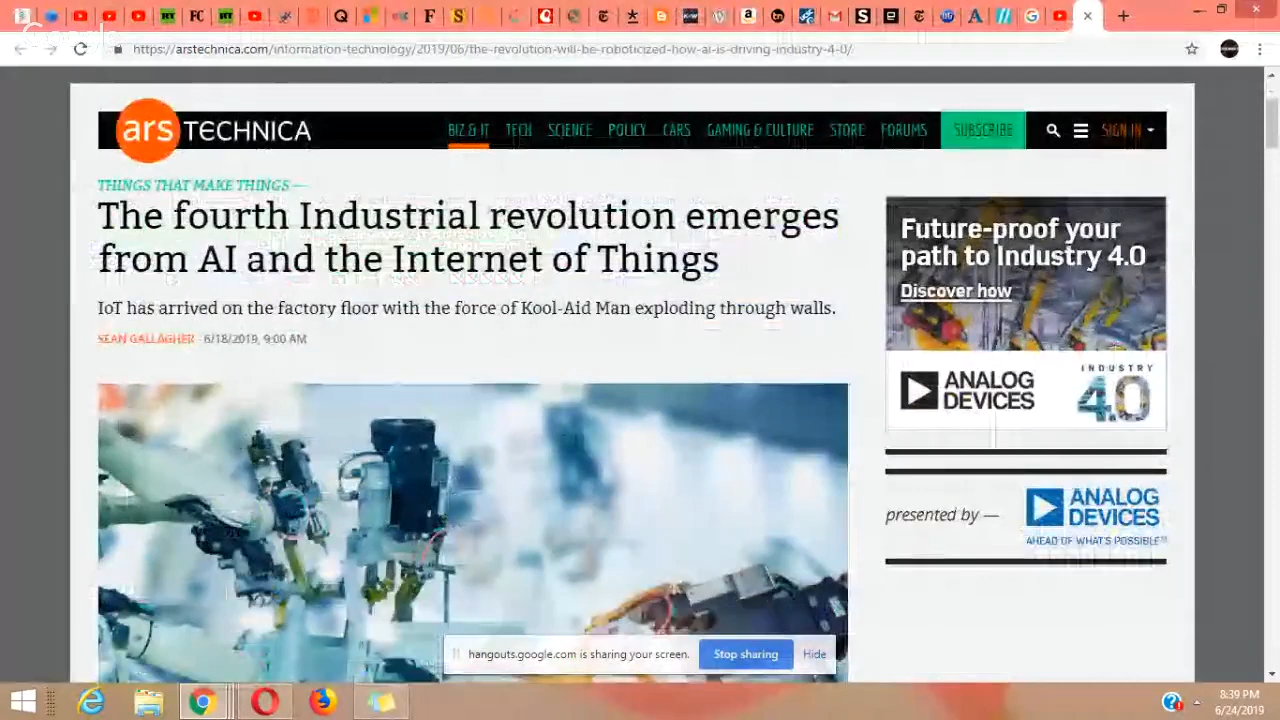 Google
https://arstechnica.com/information-technology/2019/06/the-revolution-will-be-roboticized-how-ai-is-driving-industry-4-0/
ars TECHNICA
BIZ & IT TECH SCIENCE POLICY CARS GAMING & CULTURE STORE FORUMS SUBSCRIBE SIGN IN
THINGS THAT MAKE THINGS —
The fourth Industrial revolution emerges
from AI and the Internet of Things
IoT has arrived on the factory floor with the force of Kool-Aid Man exploding through walls.
SEAN GALLAGHER - 6/18/2019, 9:00 AM
Future-proof your
path to Industry 4.0
Discover how
ANALOG
DEVICES
INDUSTRY
4.0
presented by —
ANALOG
DEVICES
AHEAD OF WHAT'S POSSIBLE™
hangouts.google.com is sharing your screen. Stop sharing Hide
8:39 PM
6/24/2019